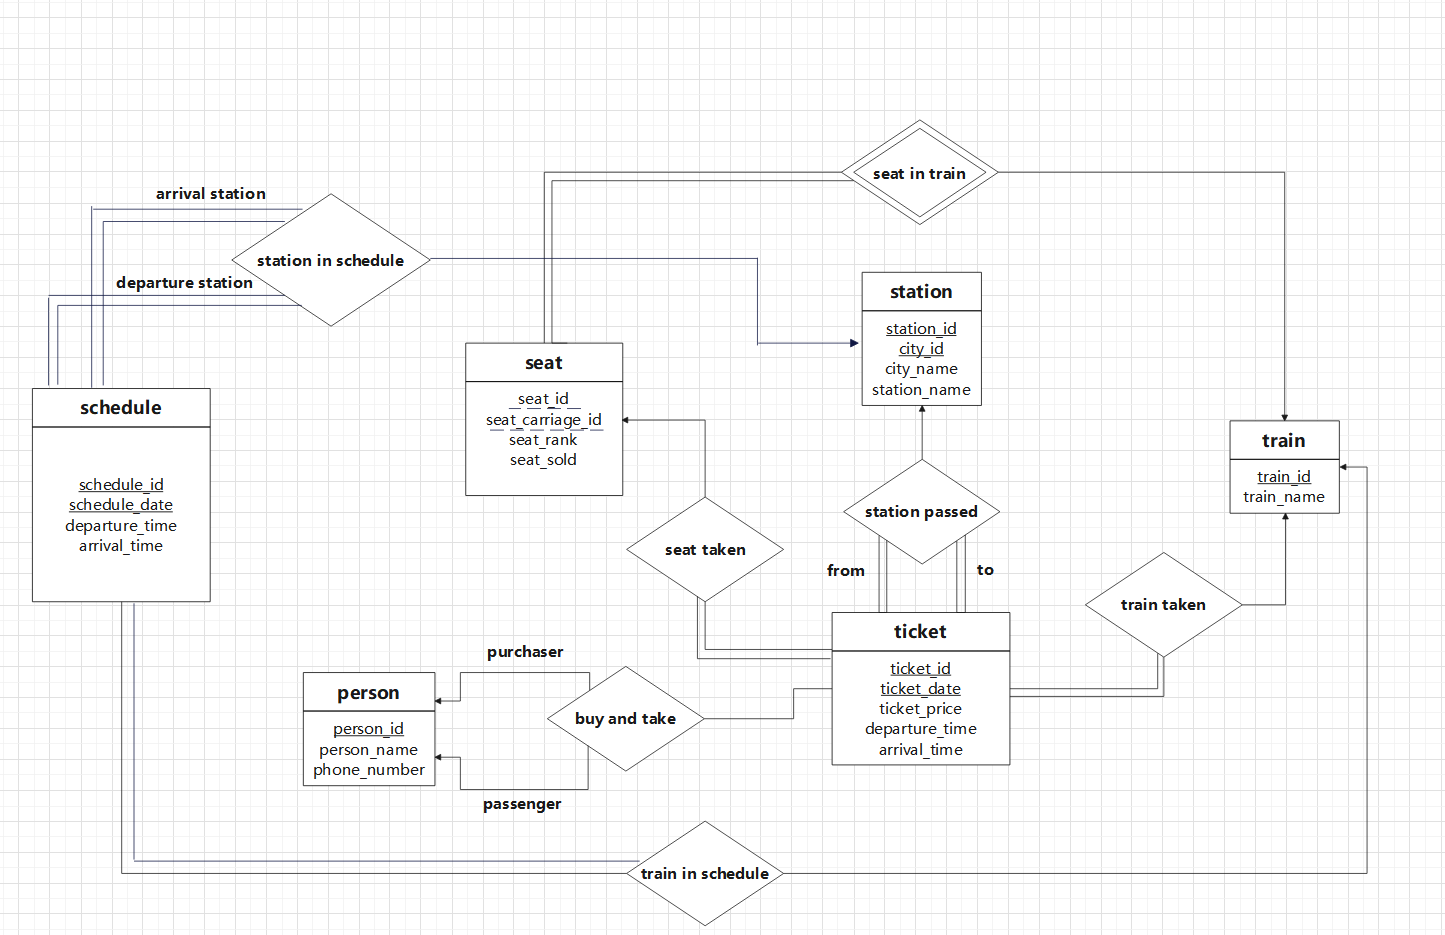 seat in train
arrival station
station in schedule
departure station
station
station_id
city_id
city_name
station_name
seat
seat_id
seat_carriage_id
seat_rank
seat_sold
schedule
schedule_id
schedule_date
departure_time
arrival_time
train
train_id
train_name
station passed
seat taken
from
to
train taken
ticket
ticket_id
ticket_date
ticket_price
departure_time
arrival_time
purchaser
person
person_id
person_name
phone_number
buy and take
passenger
train in schedule